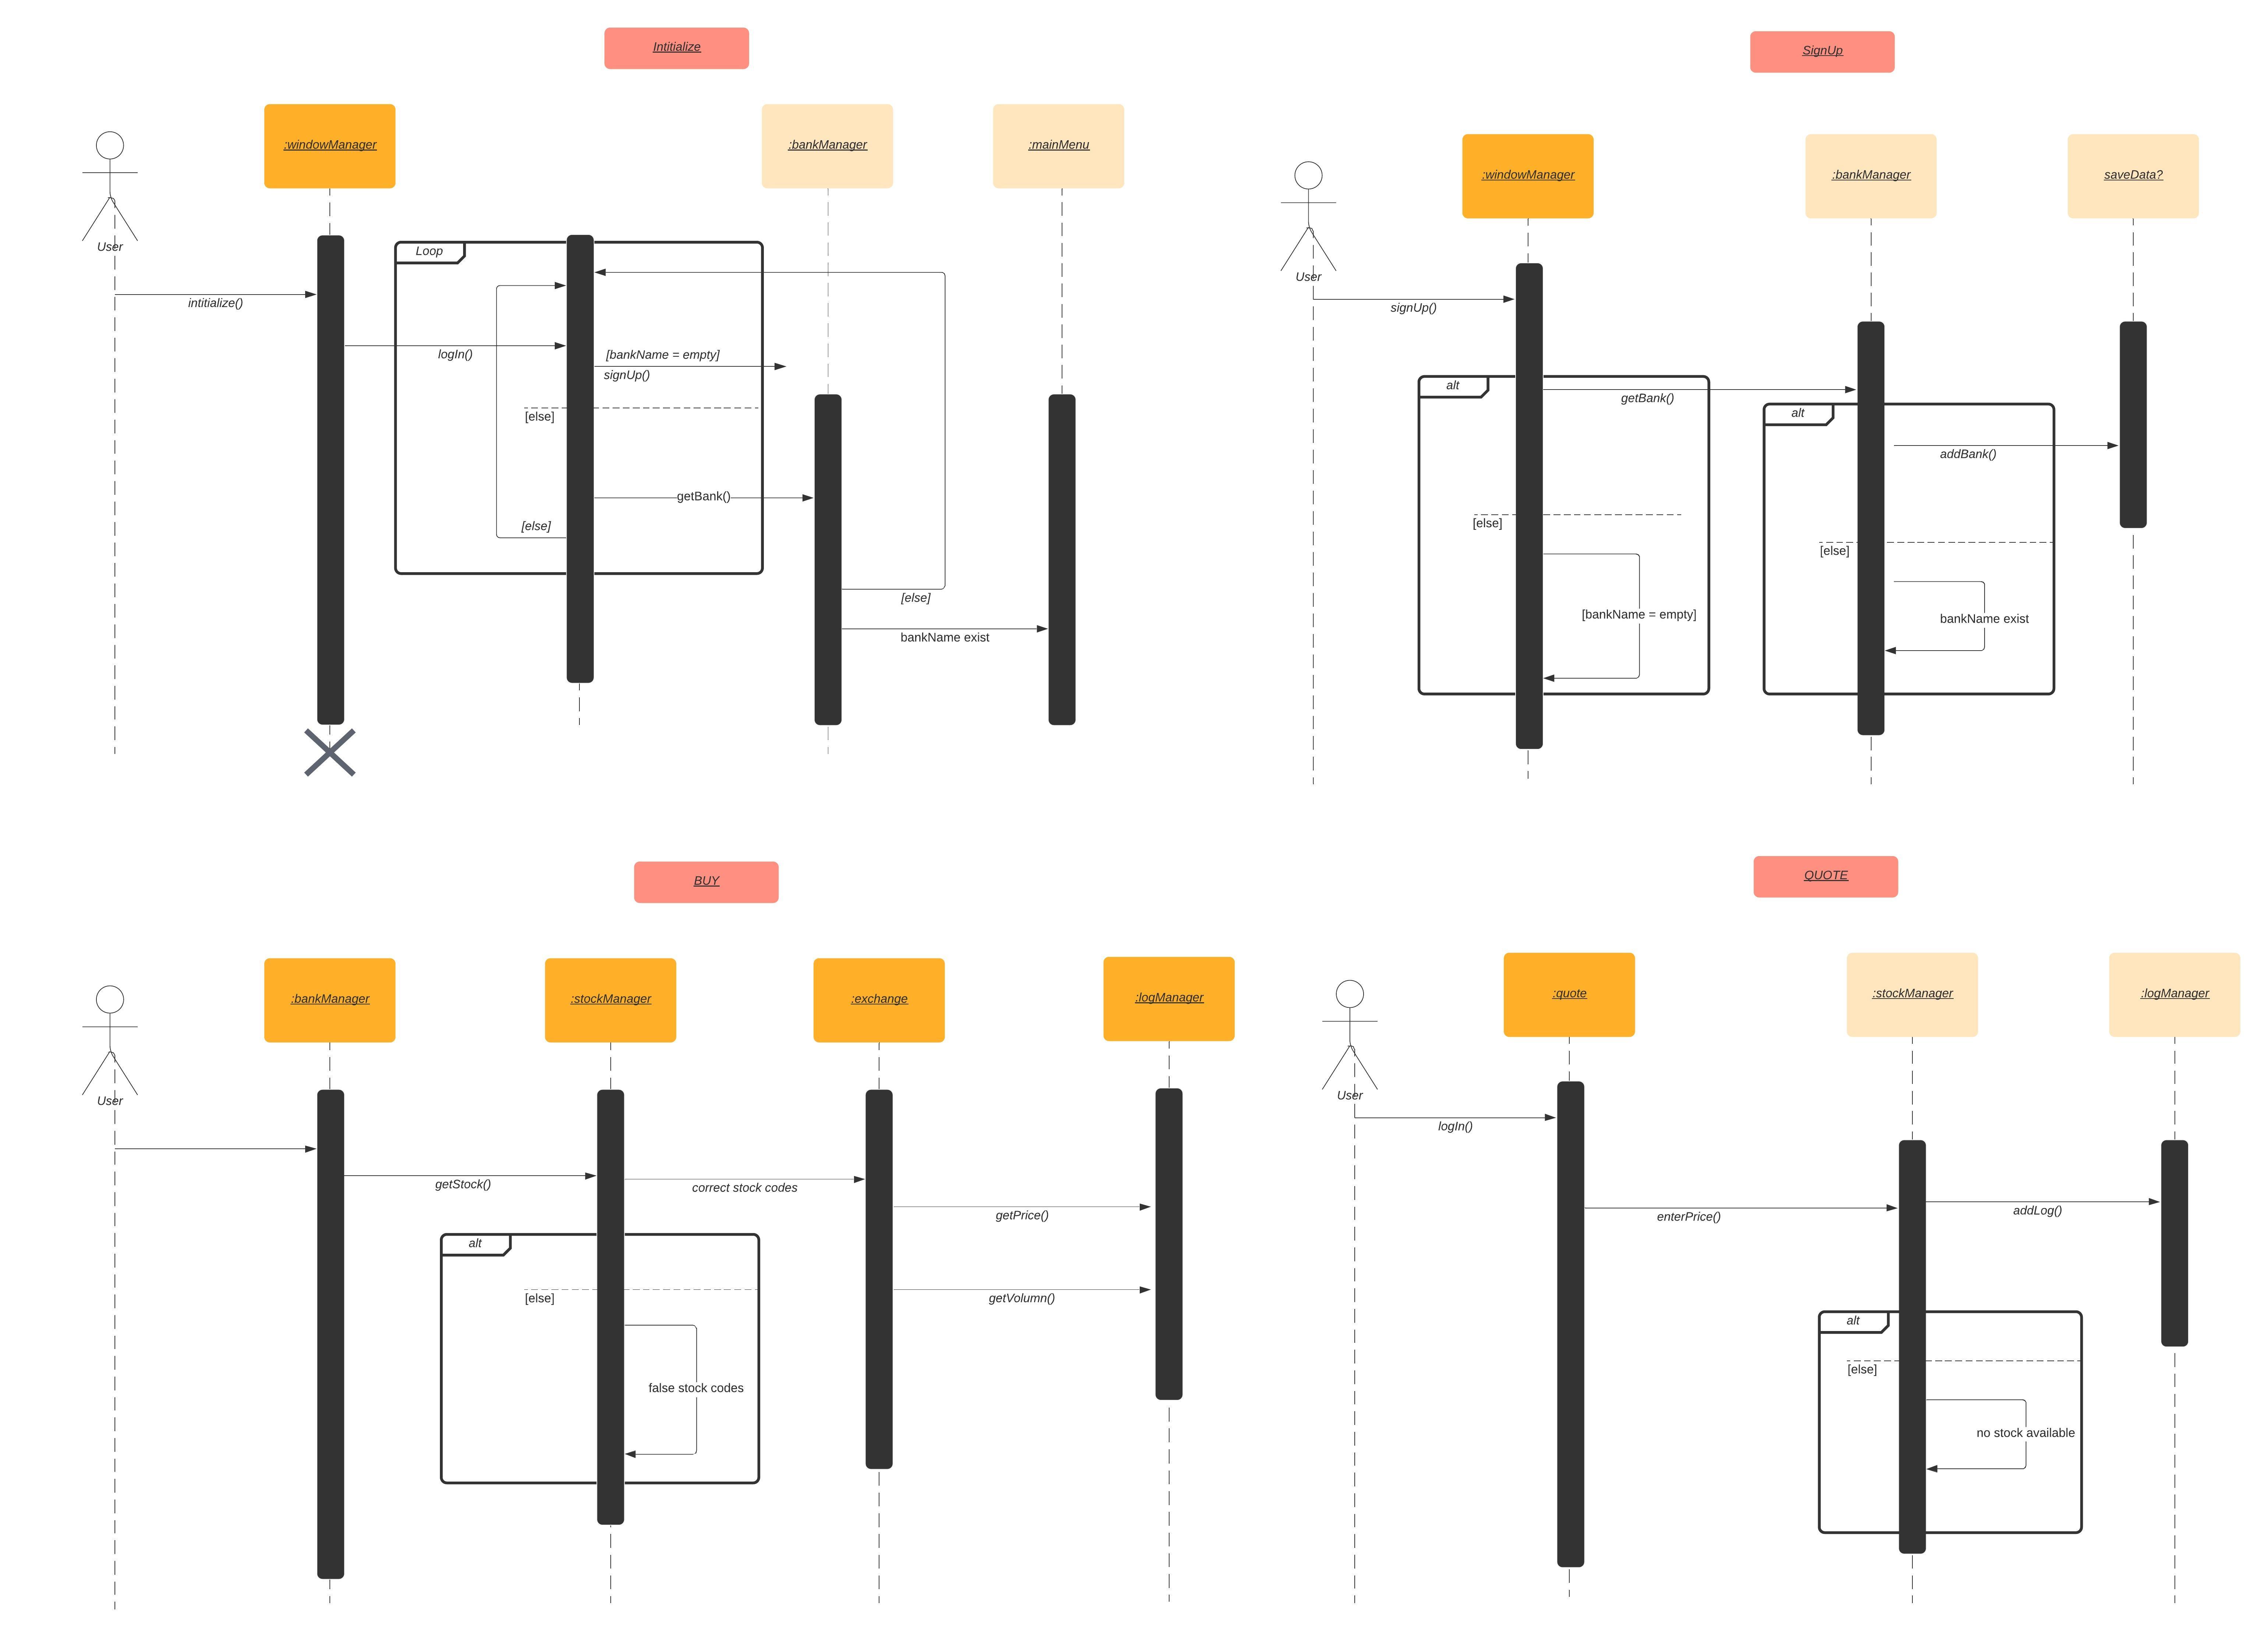 Intitialize
:windowManager
:bankManager
:mainMenu
User
Loop
intitialize()
logIn()
[bankName = empty]
signUp()
[else]
getBank()
[else]
[else]
bankName exist
SignUp
:windowManager
:bankManager
saveData?
User
signUp()
alt
getBank()
alt
addBank()
[else]
[else]
[bankName = empty]
bankName exist
BUY
:bankManager
:stockManager
:exchange
:logManager
User
getStock()
correct stock codes
getPrice()
alt
[else]
getVolumn()
false stock codes
QUOTE
:quote
:stockManager
:logManager
User
logIn()
enterPrice()
addLog()
alt
[else]
no stock available